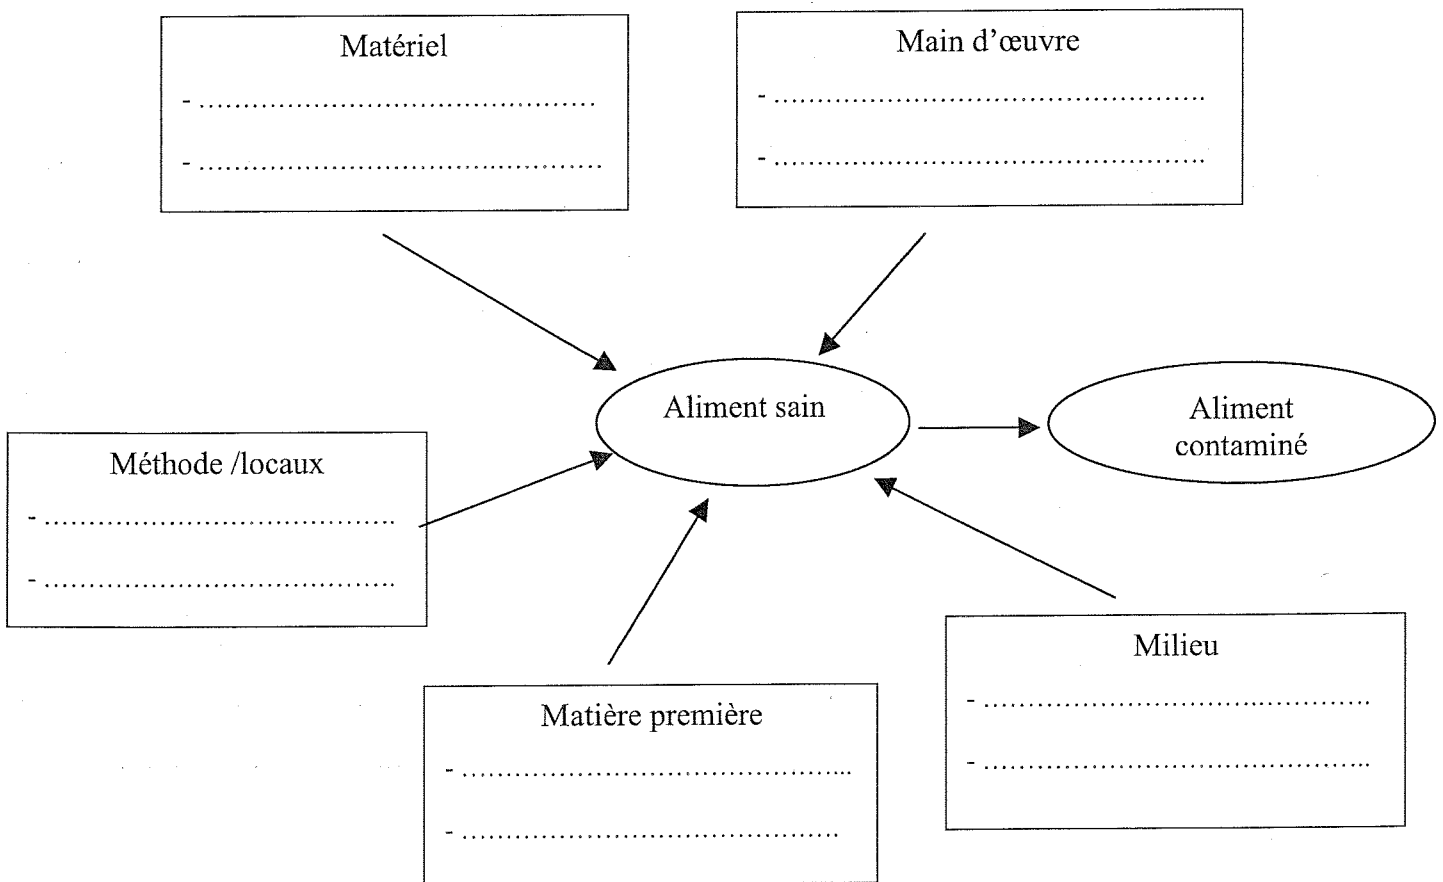 Matériel
- ............................................
- .............................................
Main d'œuvre
- ................................................
- ................................................
Aliment sain
Aliment
contaminé
Méthode /locaux
- .......................................
- .......................................
Matière première
- ............................................
- ..........................................
Milieu
- ...........................................
- ...........................................